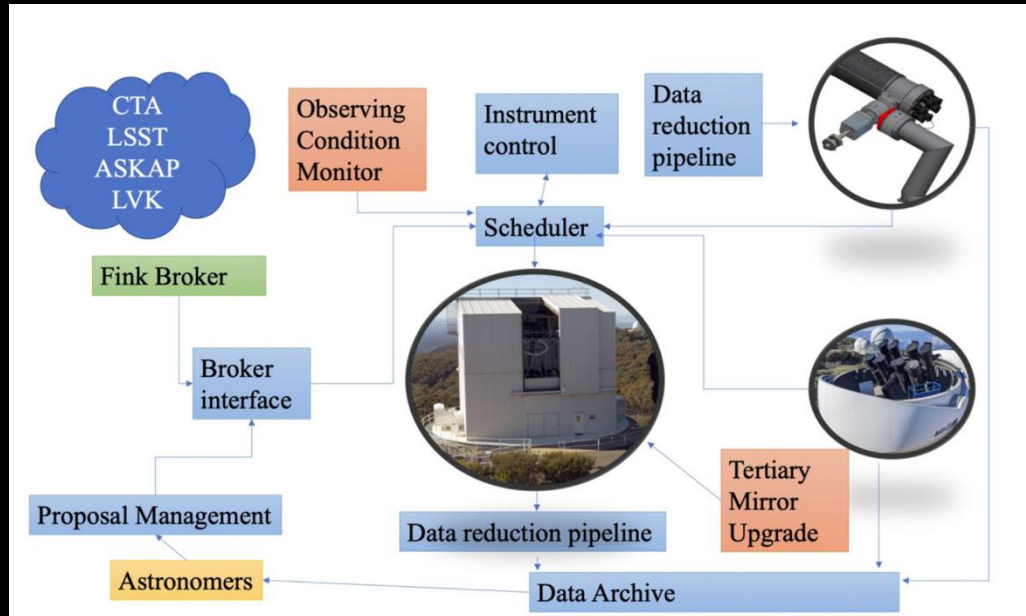 CTA
LSST
ASKAP
LVK
Observing
Condition
Monitor
Instrument
control
Data
reduction
pipeline
Scheduler
Fink Broker
Broker
interface
Tertiary
Mirror
Upgrade
Proposal Management
Data reduction pipeline
Astronomers
Data Archive